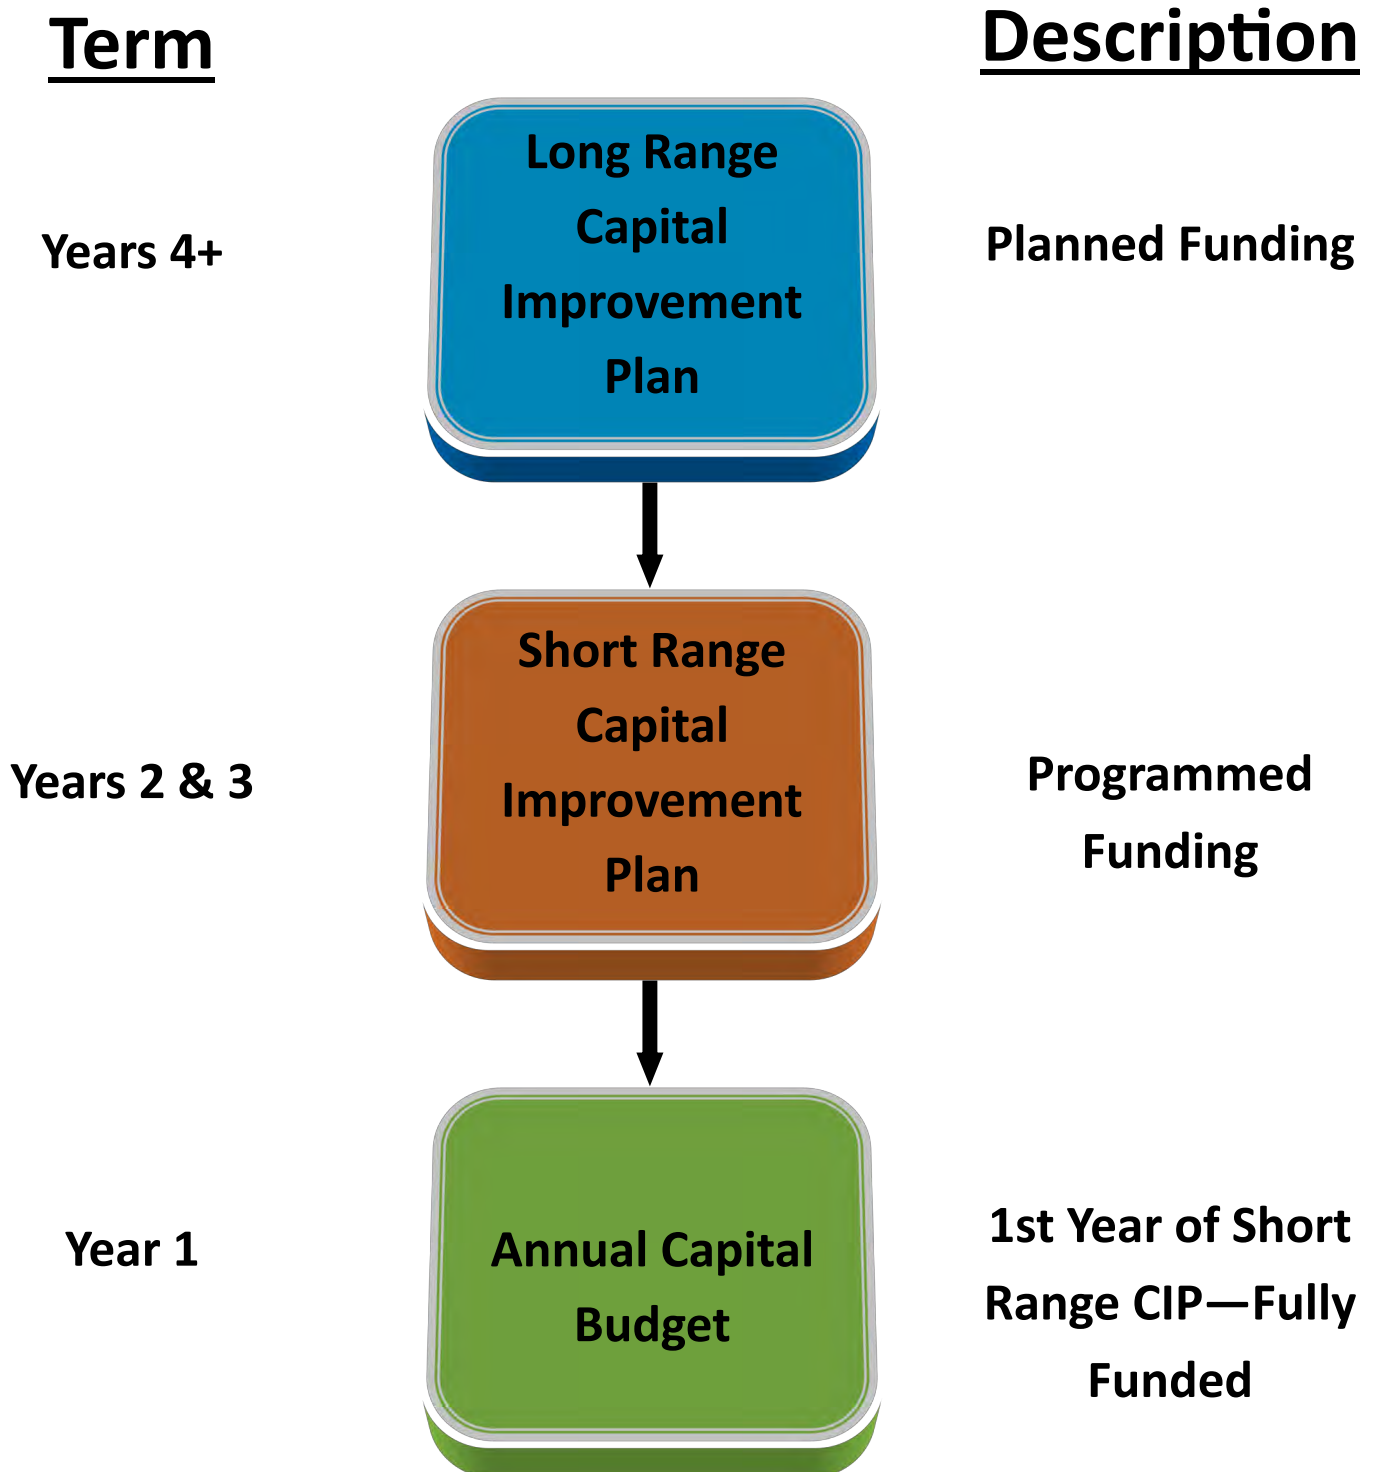 Term
Description
Long Range
Capital
Improvement
Plan
Years 4+
Planned Funding
Short Range
Capital
Improvement
Plan
Years 2 & 3
Programmed
Funding
Annual Capital
Budget
Year 1
1st Year of Short
Range CIP—Fully
Funded